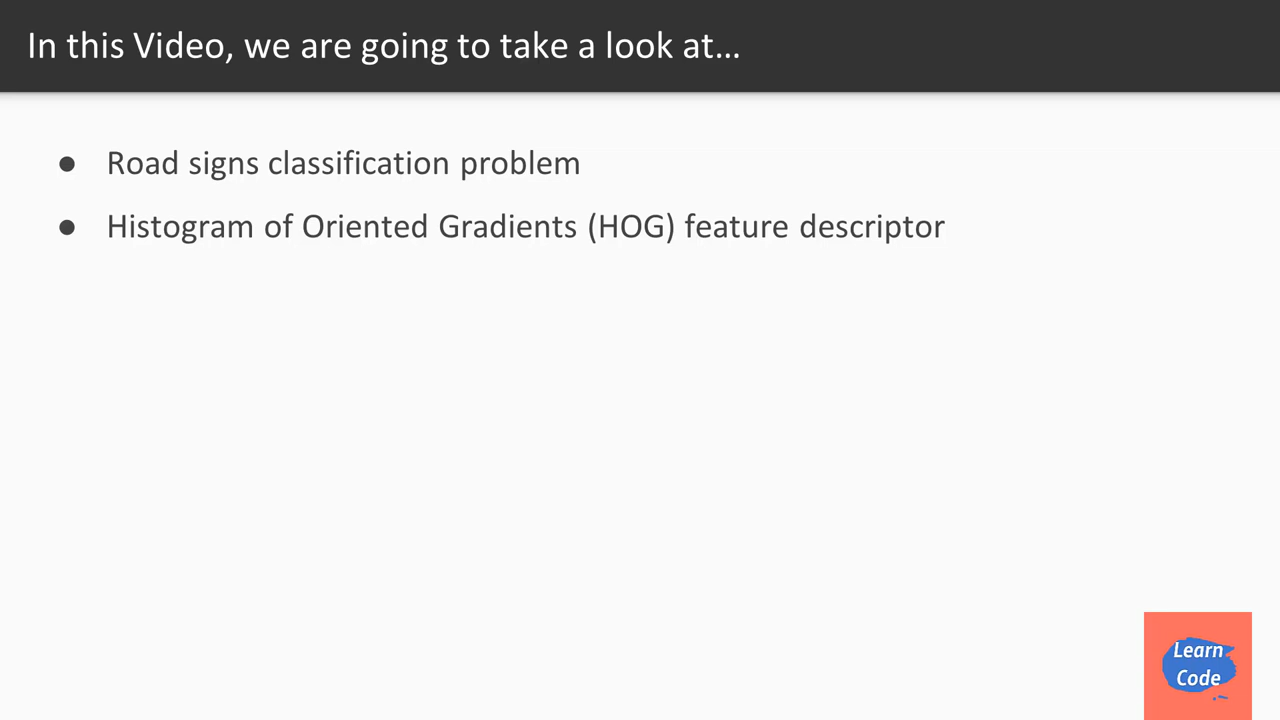 In this Video, we are going to take a look at…
● Road signs classification problem
● Histogram of Oriented Gradients (HOG) feature descriptor
Learn
Code